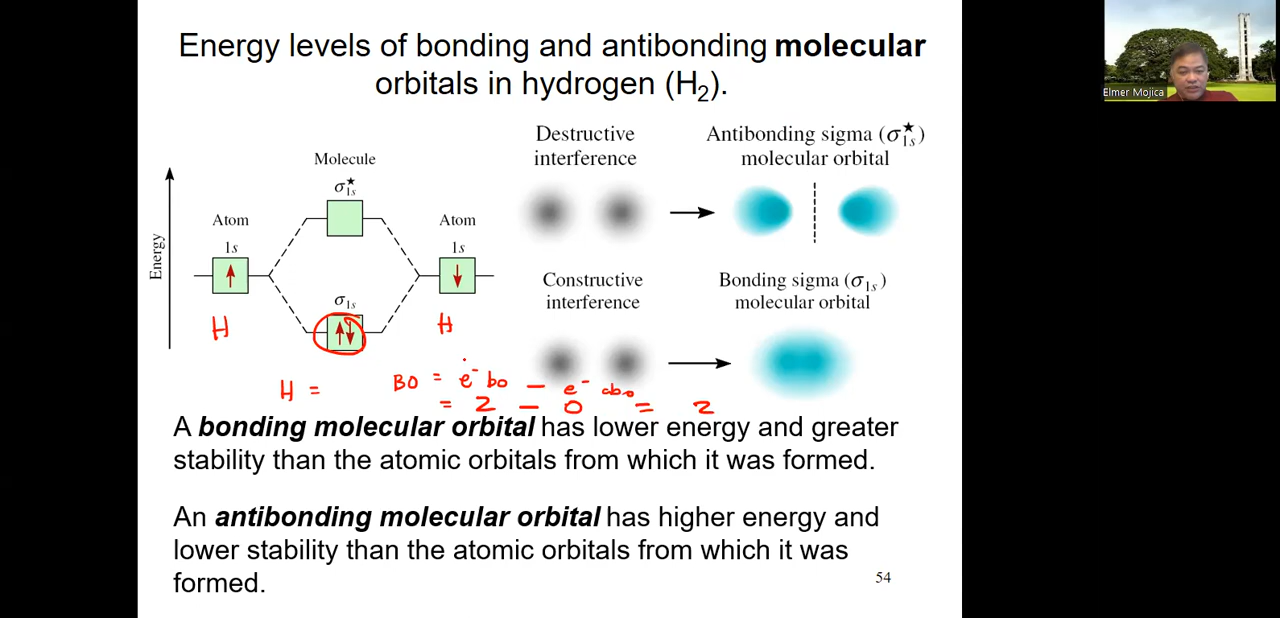 Energy levels of bonding and antibonding molecular
orbitals in hydrogen (H₂).
Elmer Mojica
Molecule
σ★1s
Atom
1s
Atom
1s
Energy
σ1s
H
H
Destructive
interference
Antibonding sigma (σ★1s)
molecular orbital
Constructive
interference
Bonding sigma (σ1s)
molecular orbital
H =
BO = e⁻ bo – e⁻ abo
= 2 – 0 = 2
A bonding molecular orbital has lower energy and greater
stability than the atomic orbitals from which it was formed.
An antibonding molecular orbital has higher energy and
lower stability than the atomic orbitals from which it was
formed.
54